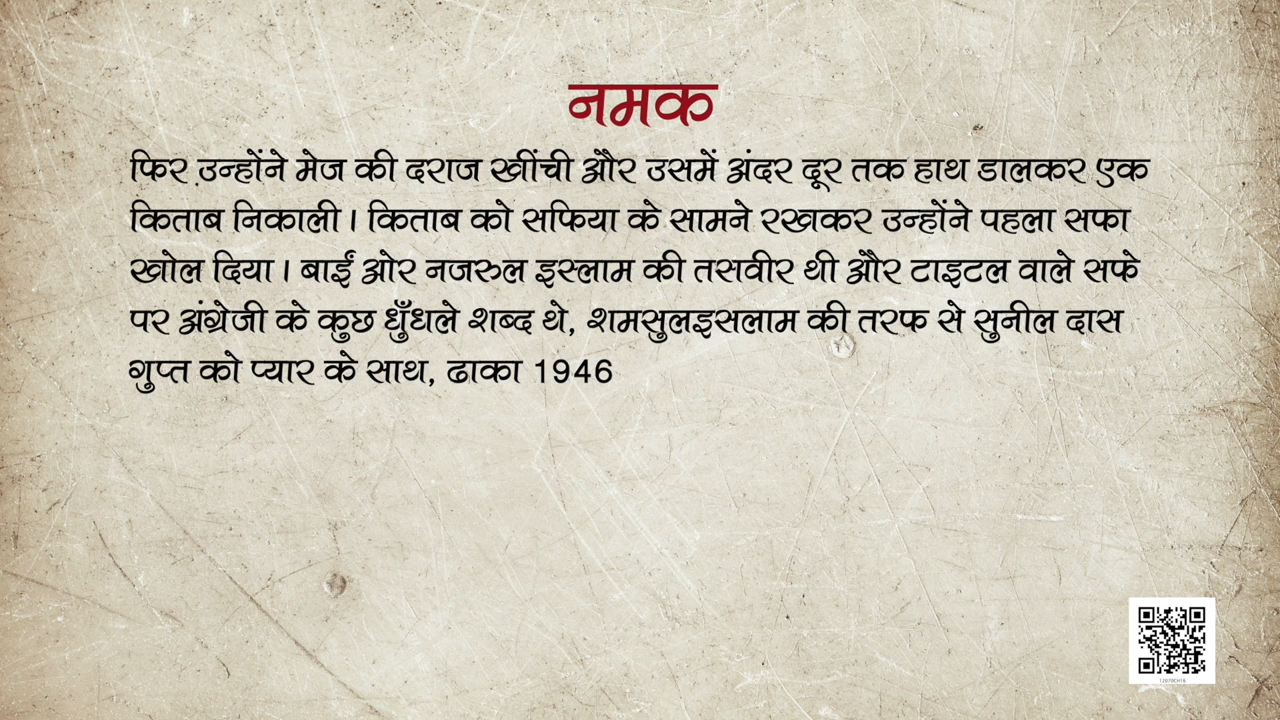 नमक
फिर उन्होंने मेज की दराज खींची और उसमें अंदर दूर तक हाथ डालकर एक
किताब निकाली । किताब को सफिया के सामने रखकर उन्होंने पहला सफा
खोल दिया । बाईं ओर नजरुल इस्लाम की तसवीर थी और टाइटल वाले सफे
पर अंग्रेजी के कुछ धुँधले शब्द थे, शमसुलइसलाम की तरफ से सुनील दास
गुप्त को प्यार के साथ, ढाका 1946
12070CH16